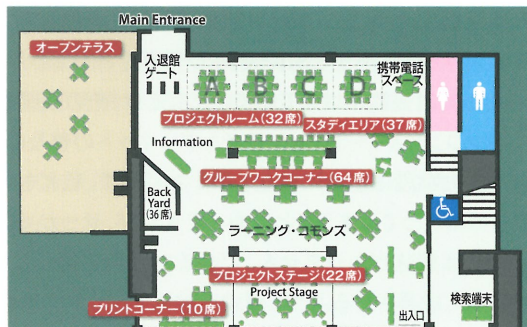 Main Entrance
オープンテラス
入退館
ゲート
A B C D
携帯電話
スペース
プロジェクトルーム(32席)
スタディエリア(37席)
Information
グループワークコーナー(64席)
Back
Yard
(36席)
ラーニング・コモンズ
プロジェクトステージ(22席)
Project Stage
プリントコーナー(10席)
出入口
検索端末